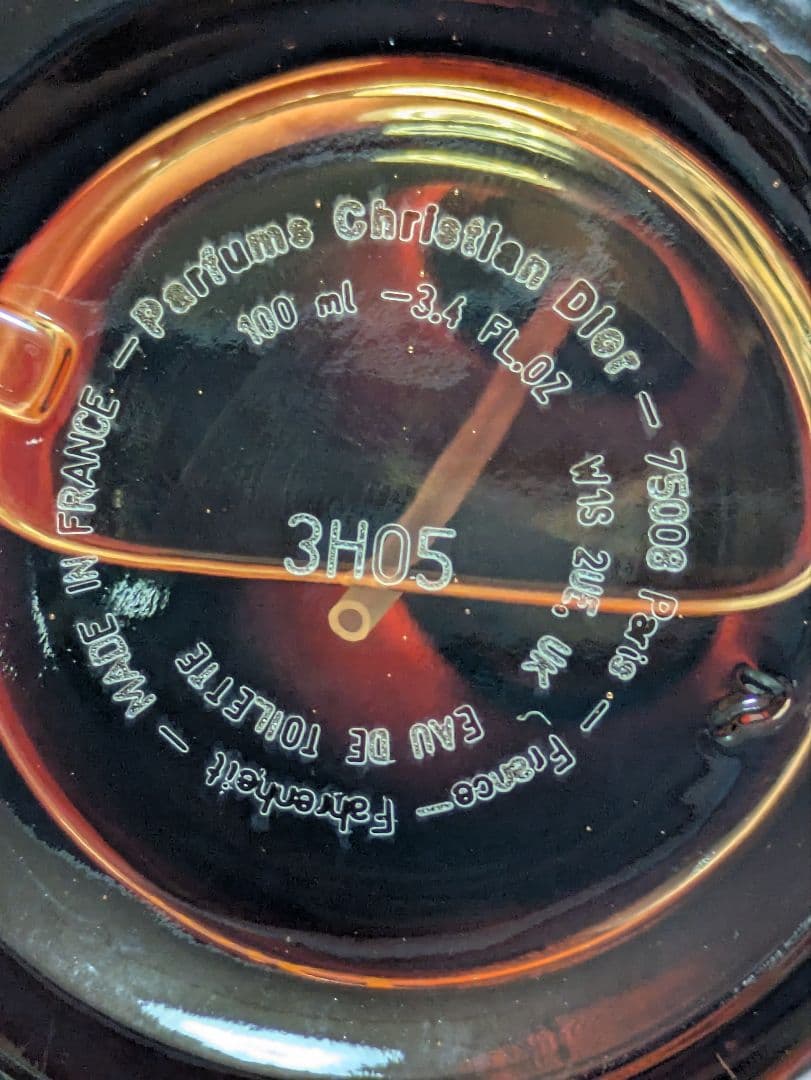 —Parfums Christian Dior — 75008 Paris — France — Fahrenheit — MADE IN FRANCE
100 ml —3.4 FL.OZ
W1S 2UE, UK
EAU DE TOILETTE
3H05